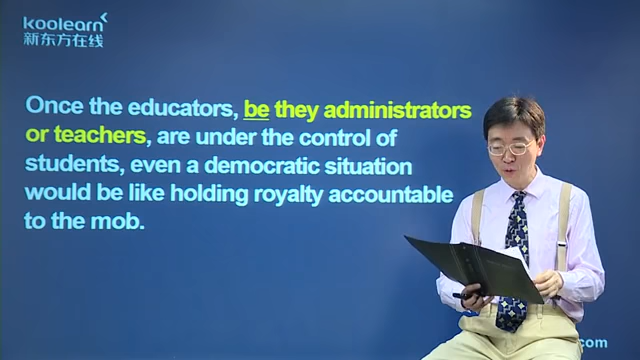 koolearn
新东方在线
Once the educators, be they administrators
or teachers, are under the control of
students, even a democratic situation
would be like holding royalty accountable
to the mob.
.com